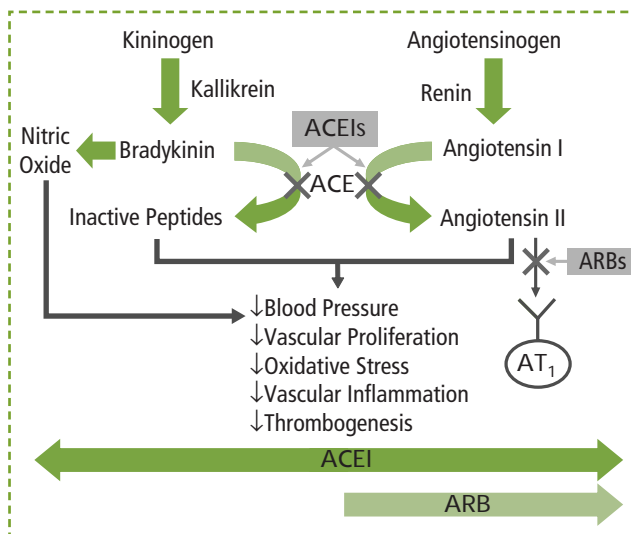 Kininogen
Angiotensinogen
Kallikrein
Renin
ACEIs
Nitric
Oxide
Bradykinin
ACE
Angiotensin I
Inactive Peptides
Angiotensin II
ARBs
↓Blood Pressure
↓Vascular Proliferation
↓Oxidative Stress
↓Vascular Inflammation
↓Thrombogenesis
AT₁
ACEI
ARB